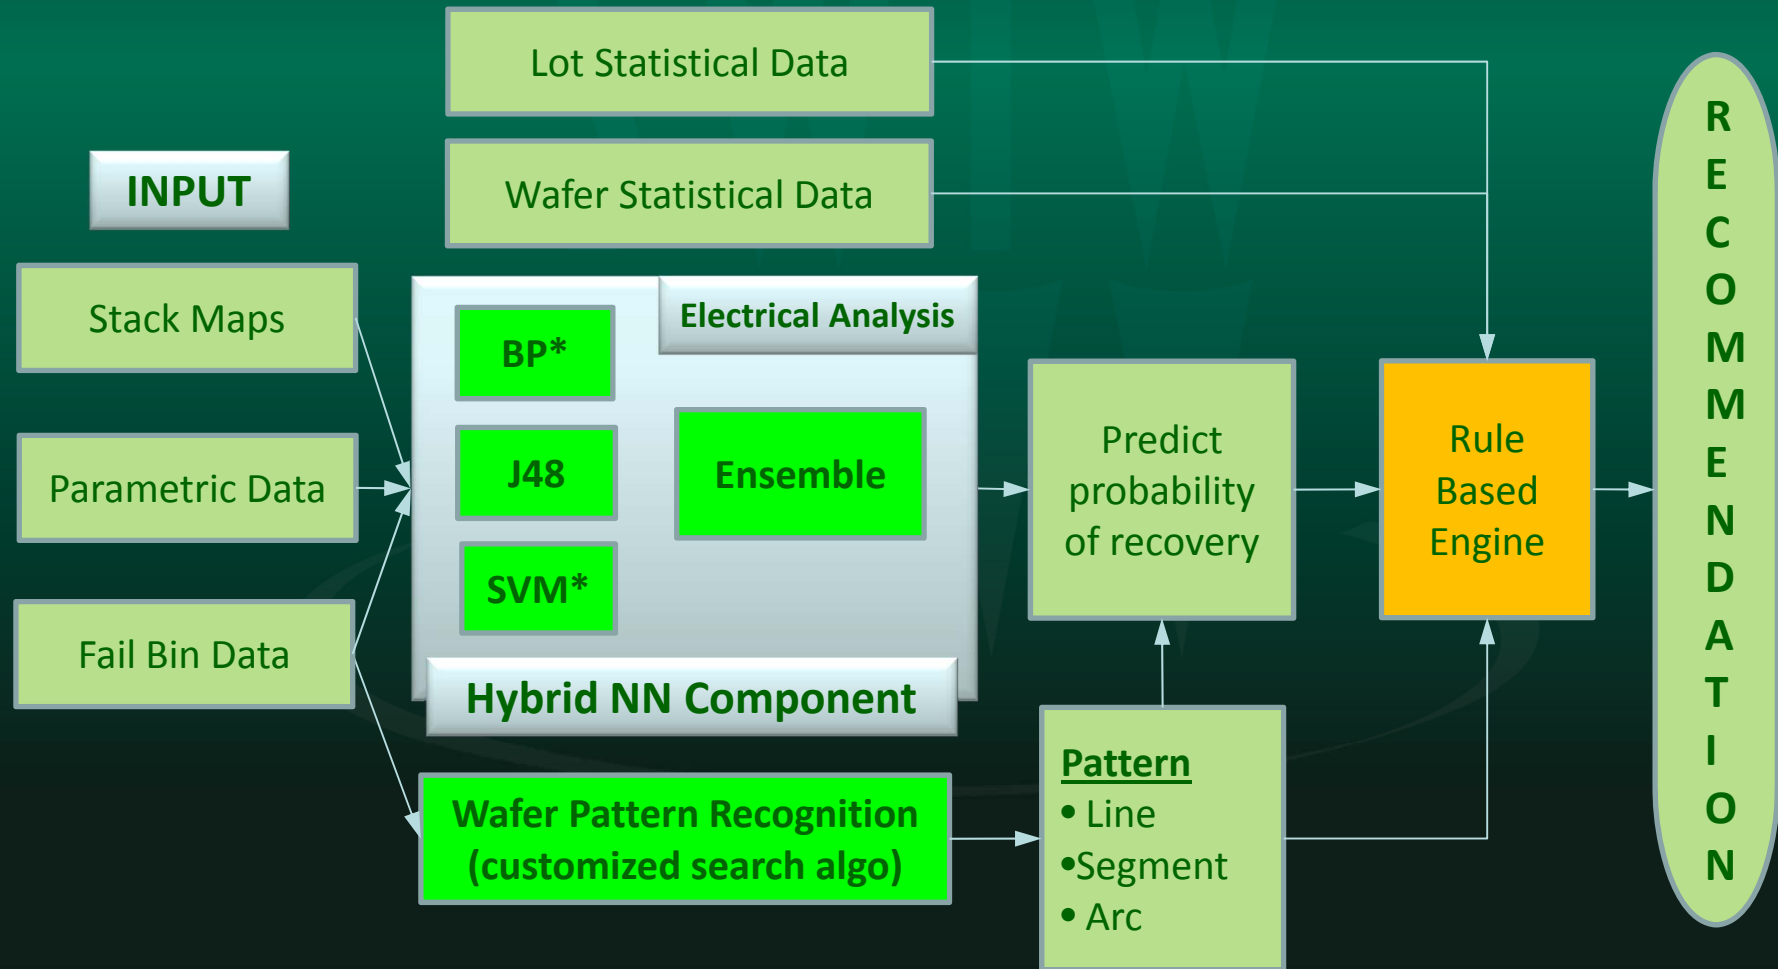 Lot Statistical Data
Wafer Statistical Data
INPUT
Stack Maps
Parametric Data
Fail Bin Data
Electrical Analysis
BP*
J48
SVM*
Ensemble
Hybrid NN Component
Wafer Pattern Recognition
(customized search algo)
Predict
probability
of recovery
Pattern
• Line
•Segment
• Arc
Rule
Based
Engine
R
E
C
O
M
M
E
N
D
A
T
I
O
N